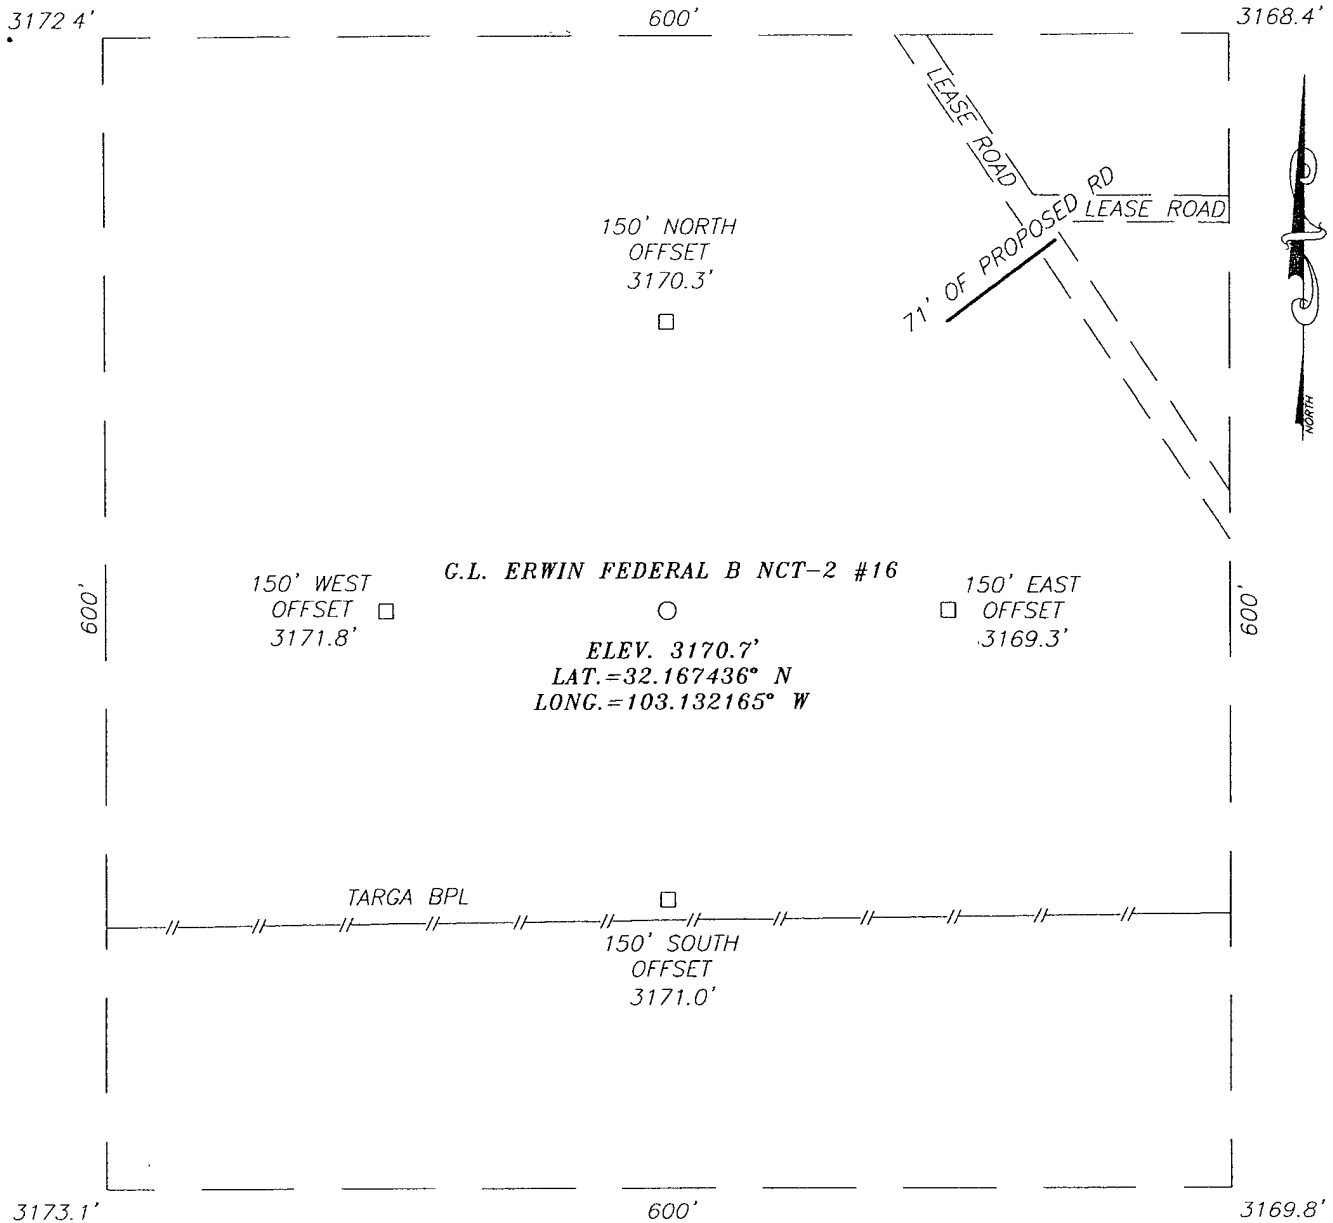 3172 4'
600'
3168.4'
LEASE ROAD
71' OF PROPOSED RD
LEASE ROAD
NORTH
150' NORTH
OFFSET
3170.3'
600'
150' WEST
OFFSET
3171.8'
G.L. ERWIN FEDERAL B NCT-2 #16
ELEV. 3170.7'
LAT.=32.167436° N
LONG.=103.132165° W
150' EAST
OFFSET
3169.3'
600'
TARGA BPL
150' SOUTH
OFFSET
3171.0'
3173.1'
600'
3169.8'